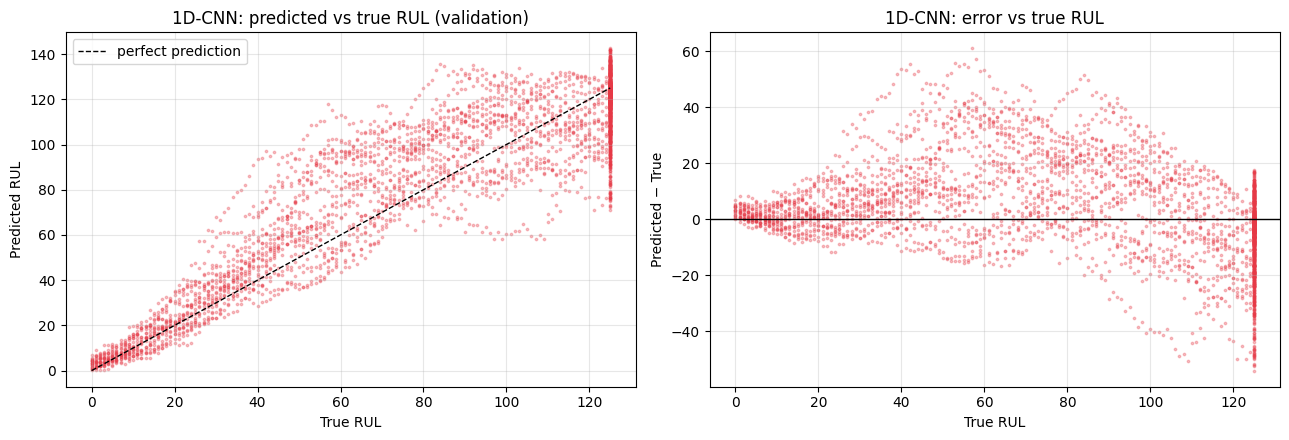 1D-CNN: predicted vs true RUL (validation)
perfect prediction
Predicted RUL
140
120
100
80
60
40
20
0
0 20 40 60 80 100 120
True RUL
1D-CNN: error vs true RUL
Predicted − True
60
40
20
0
−20
−40
0 20 40 60 80 100 120
True RUL